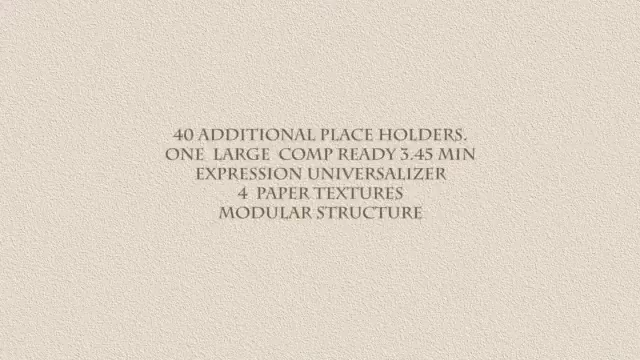 40 ADDITIONAL PLACE HOLDERS.
ONE LARGE COMP READY 3.45 MIN
EXPRESSION UNIVERSALIZER
4 PAPER TEXTURES
MODULAR STRUCTURE